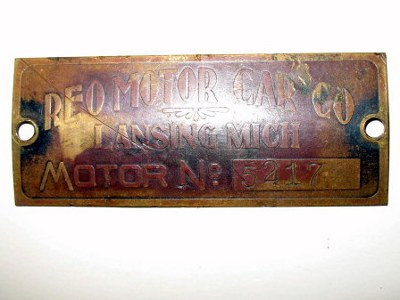 REO MOTOR CAR CO
LANSING MICH
MOTOR No. 5217